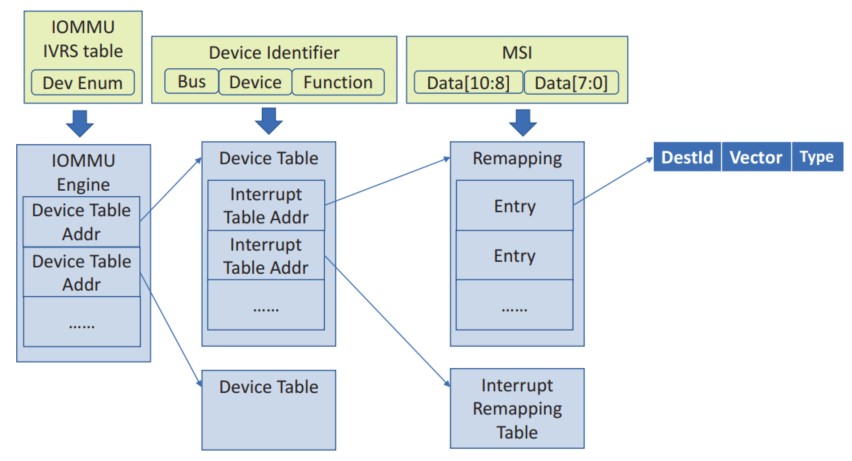 IOMMU
IVRS table
Dev Enum
Device Identifier
Bus Device Function
MSI
Data[10:8] Data[7:0]
IOMMU
Engine
Device Table
Addr
Device Table
Addr
......
Device Table
Interrupt
Table Addr
Interrupt
Table Addr
......
Remapping
Entry
Entry
......
DestId Vector Type
Device Table
Interrupt
Remapping
Table